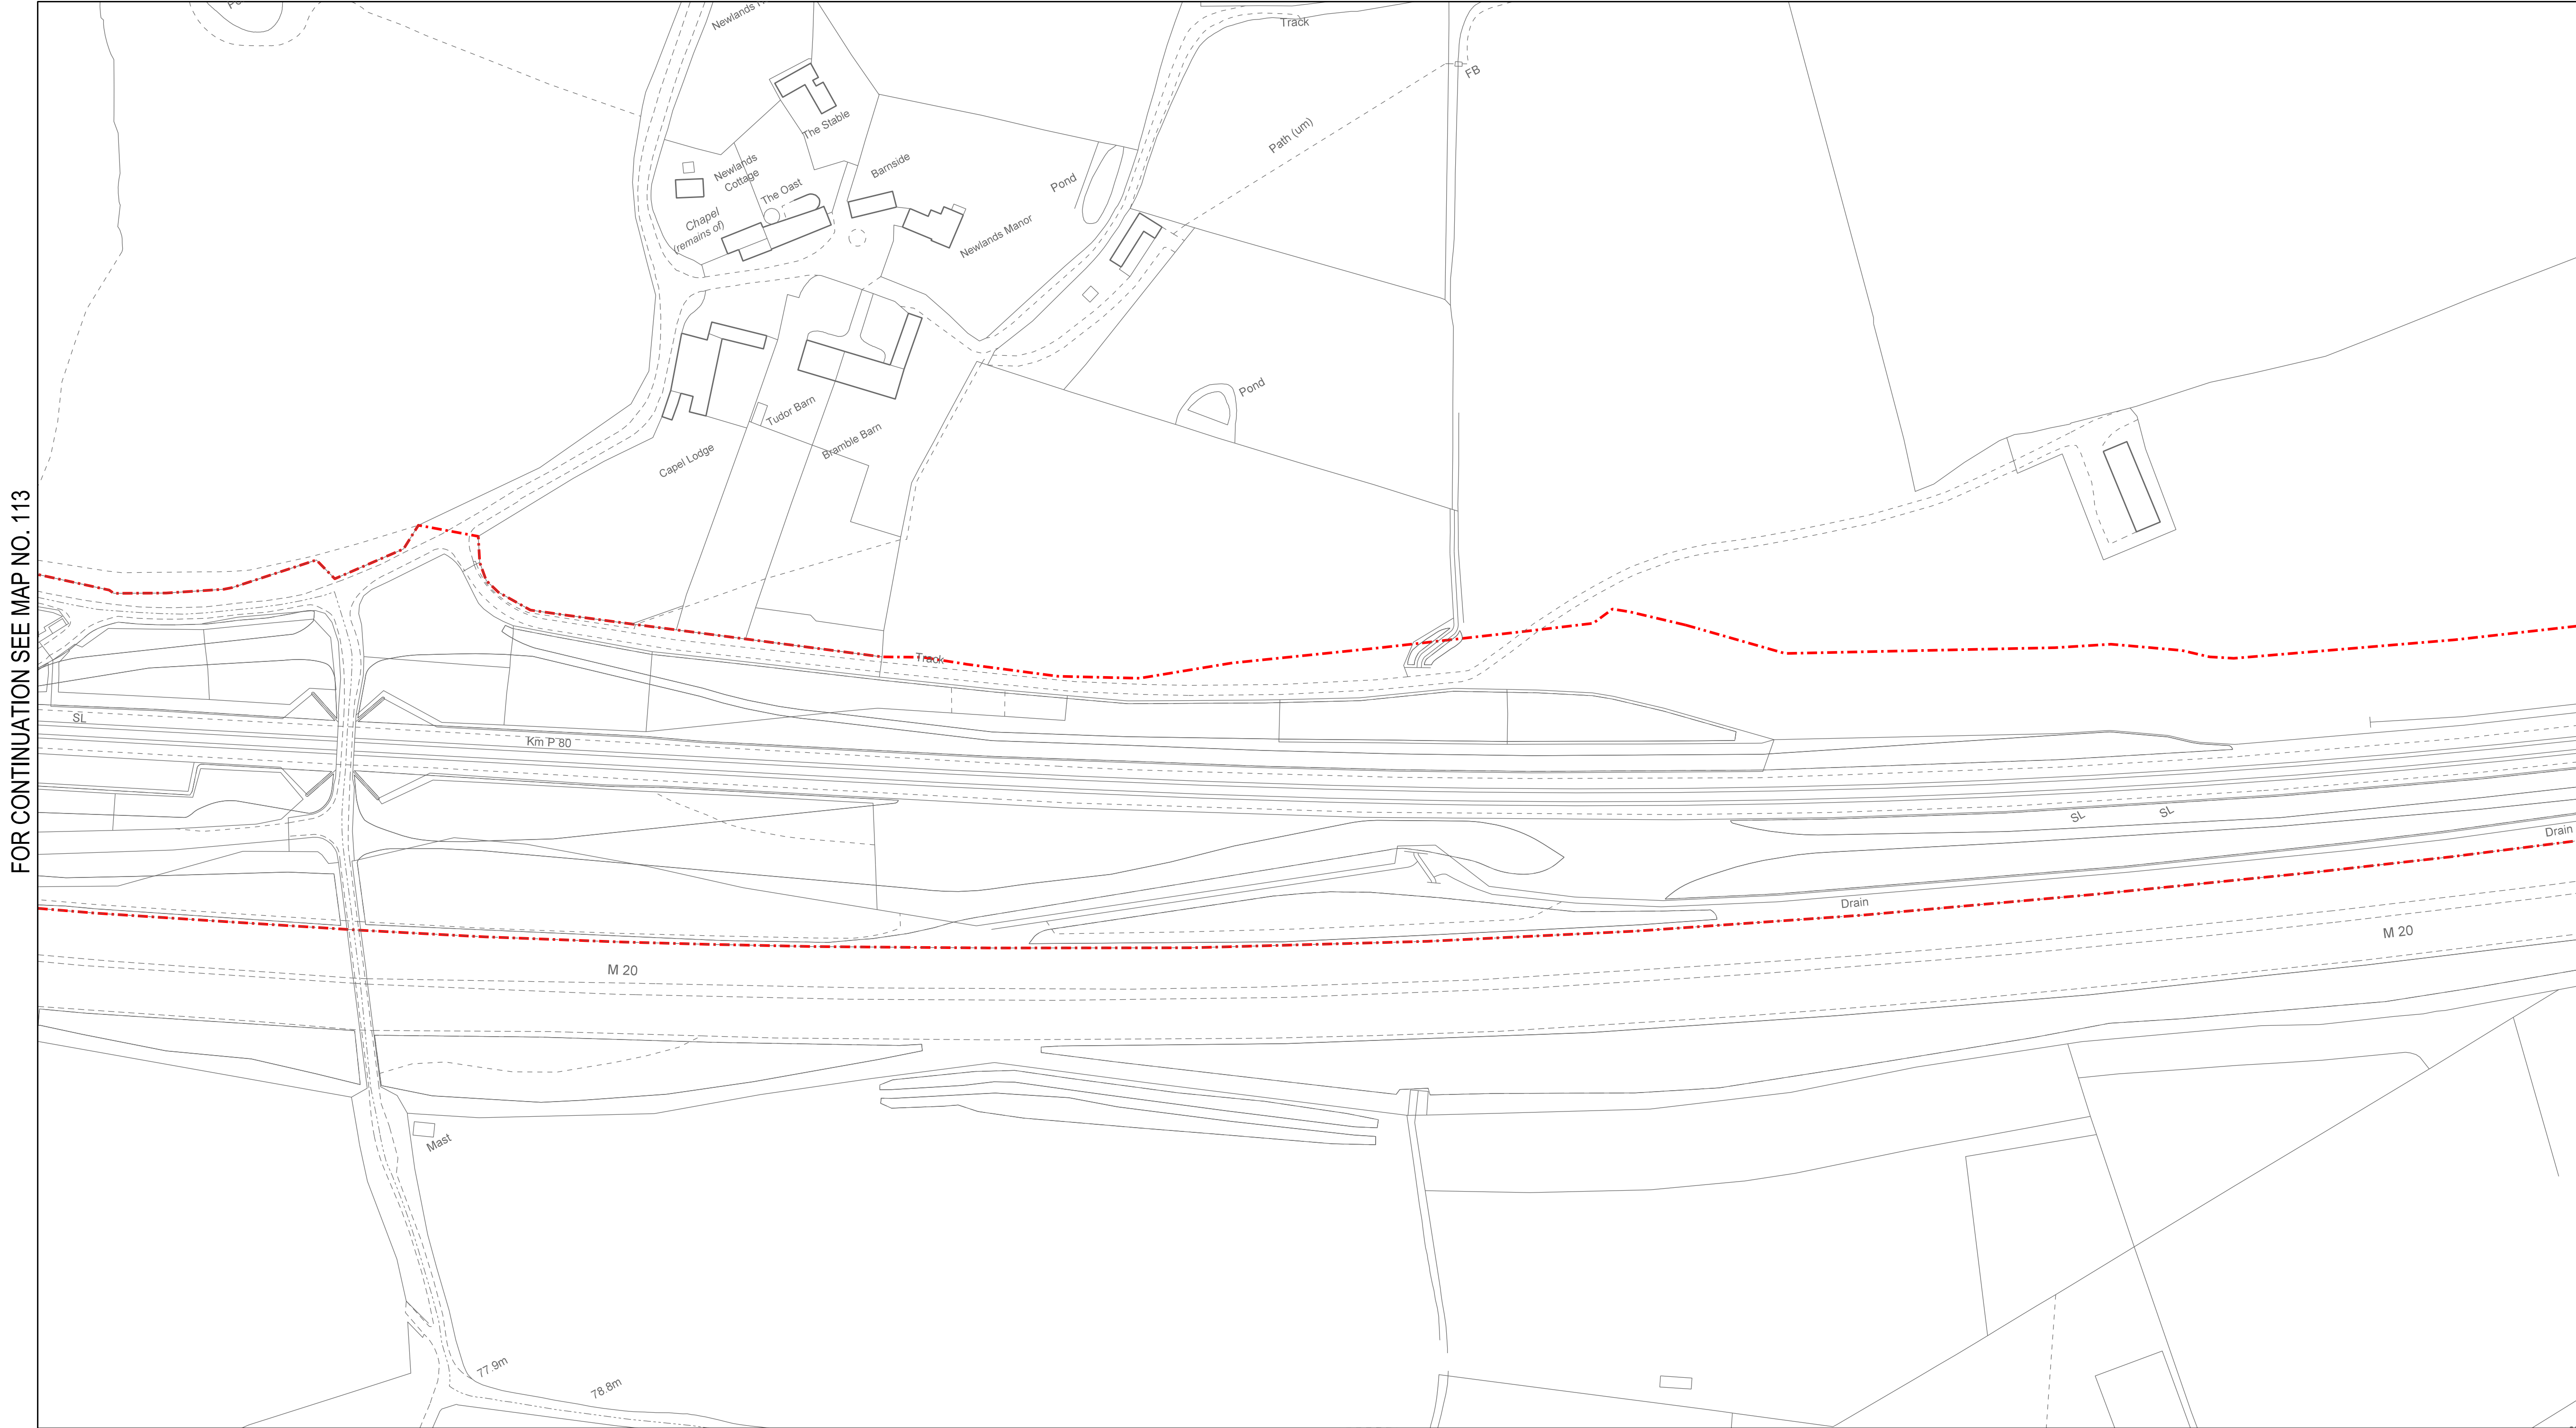 FOR CONTINUATION SEE MAP NO. 113
Newlands
Track
FB
The Stable
Path (um)
Newlands
Cottage
Barnside
The Oast
Pond
Chapel
(remains of)
Newlands Manor
Pond
Tudor Barn
Bramble Barn
Capel Lodge
Track
SL
Km P 80
SL
SL
Drain
Drain
M 20
M 20
Mast
77.9m
78.8m